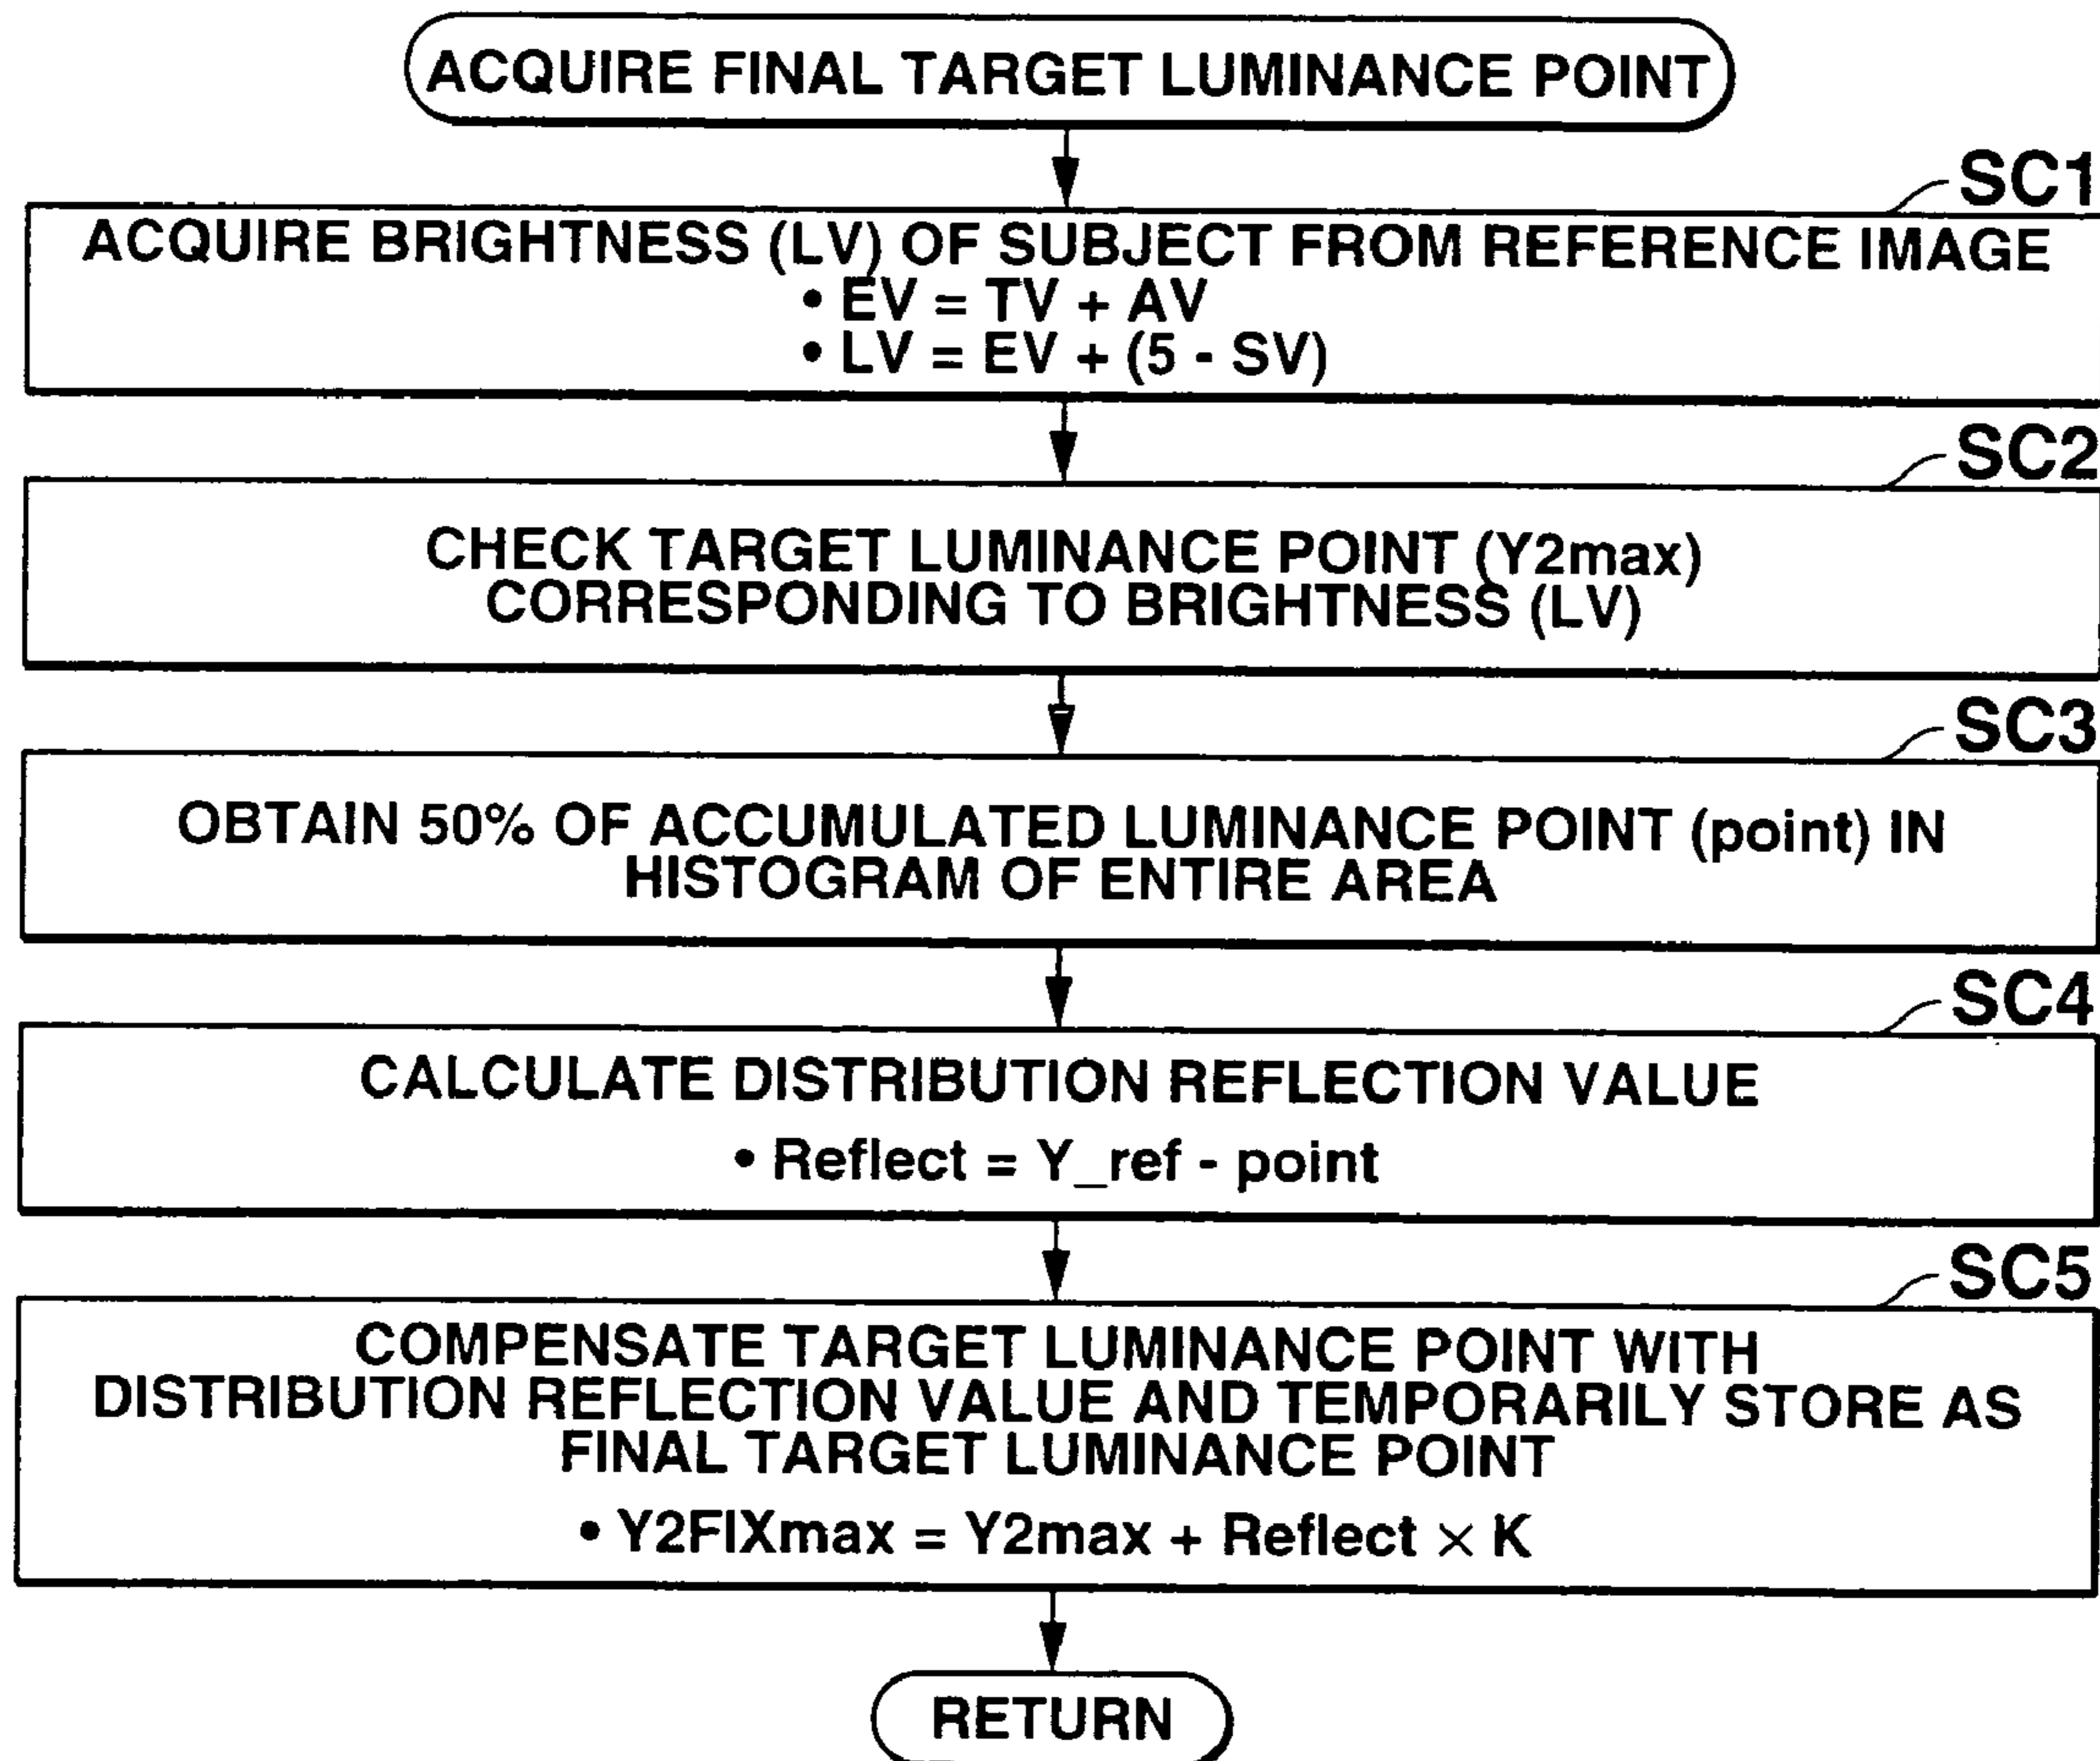 ACQUIRE FINAL TARGET LUMINANCE POINT
SC1
ACQUIRE BRIGHTNESS (LV) OF SUBJECT FROM REFERENCE IMAGE
• EV = TV + AV
• LV = EV + (5 - SV)
SC2
CHECK TARGET LUMINANCE POINT (Y2max)
CORRESPONDING TO BRIGHTNESS (LV)
SC3
OBTAIN 50% OF ACCUMULATED LUMINANCE POINT (point) IN
HISTOGRAM OF ENTIRE AREA
SC4
CALCULATE DISTRIBUTION REFLECTION VALUE
• Reflect = Y_ref - point
SC5
COMPENSATE TARGET LUMINANCE POINT WITH
DISTRIBUTION REFLECTION VALUE AND TEMPORARILY STORE AS
FINAL TARGET LUMINANCE POINT
• Y2FIXmax = Y2max + Reflect × K
RETURN